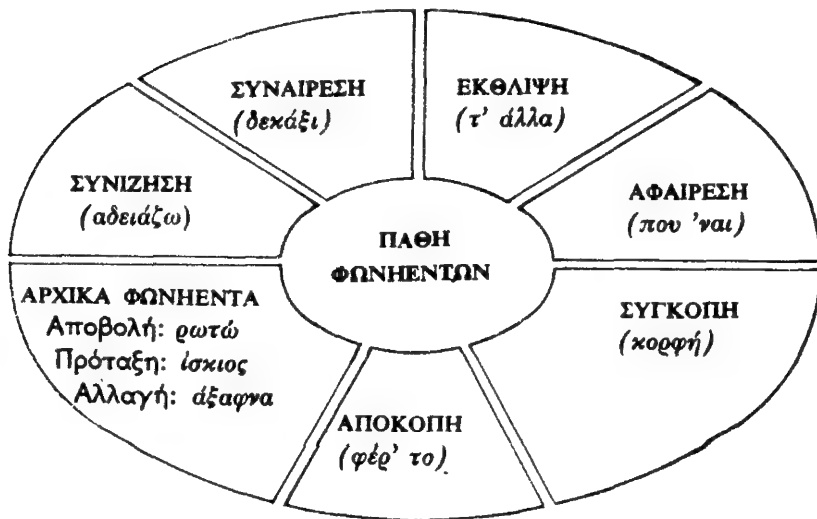 ΣΥΝΑΙΡΕΣΗ
(δεκάξι)
ΕΚΘΛΙΨΗ
(τ' άλλα)
ΣΥΝΙΖΗΣΗ
(αδειάζω)
ΑΦΑΙΡΕΣΗ
(που 'ναι)
ΠΑΘΗ
ΦΩΝΗΕΝΤΩΝ
ΑΡΧΙΚΑ ΦΩΝΗΕΝΤΑ
Αποβολή: ρωτώ
Πρόταξη: ίσκιος
Αλλαγή: άξαφνα
ΣΥΓΚΟΠΗ
(κορφή)
ΑΠΟΚΟΠΗ
(φέρ' το)